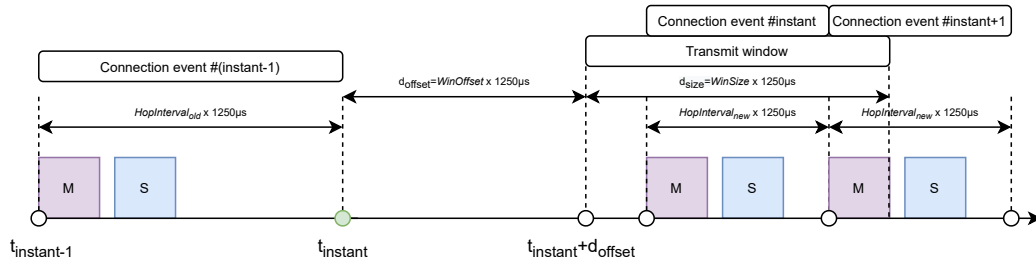 Connection event #instant
Connection event #instant+1
Connection event #(instant-1)
Transmit window
d_offset=WinOffset x 1250µs
d_size=WinSize x 1250µs
HopInterval_old x 1250µs
HopInterval_new x 1250µs
HopInterval_new x 1250µs
M
S
M
S
M
S
t_instant-1
t_instant
t_instant+d_offset